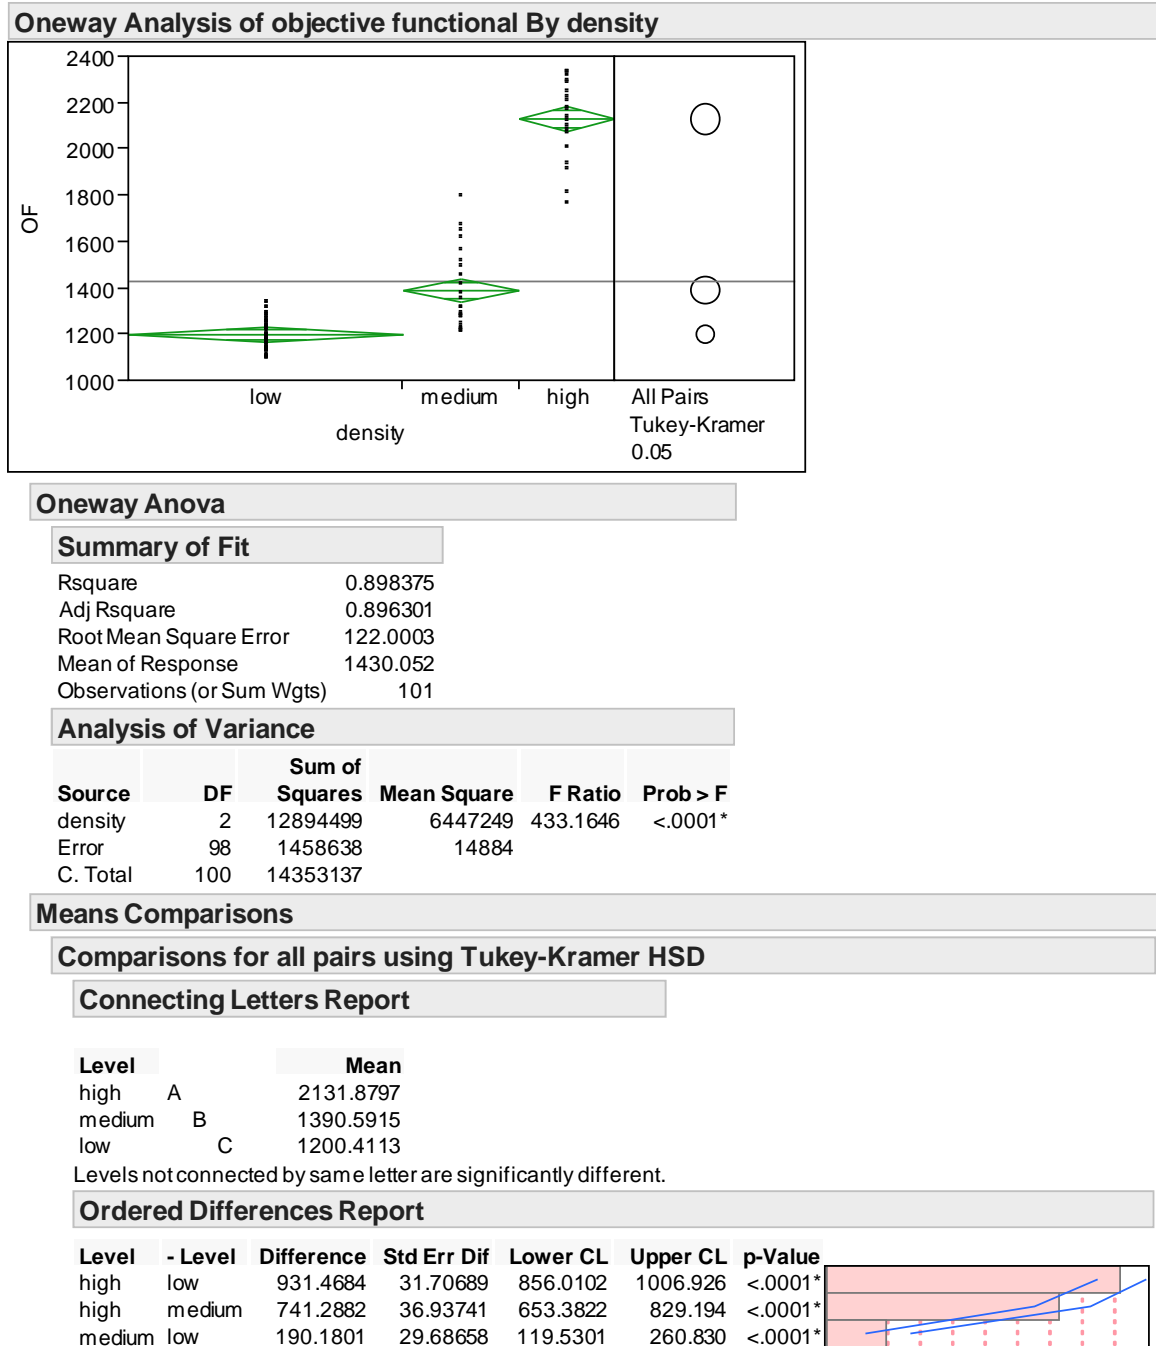 Oneway Analysis of objective functional By density
2400
2200
2000
1800
1600
1400
1200
1000
OF
low medium high All Pairs
Tukey-Kramer
0.05
density
Oneway Anova
Summary of Fit
Rsquare 0.898375
Adj Rsquare 0.896301
Root Mean Square Error 122.0003
Mean of Response 1430.052
Observations (or Sum Wgts) 101
Analysis of Variance
Source DF Sum of Squares Mean Square F Ratio Prob > F
density 2 12894499 6447249 433.1646 <.0001*
Error 98 1458638 14884
C. Total 100 14353137
Means Comparisons
Comparisons for all pairs using Tukey-Kramer HSD
Connecting Letters Report
Level Mean
high A 2131.8797
medium B 1390.5915
low C 1200.4113
Levels not connected by same letter are significantly different.
Ordered Differences Report
Level - Level Difference Std Err Dif Lower CL Upper CL p-Value
high low 931.4684 31.70689 856.0102 1006.926 <.0001*
high medium 741.2882 36.93741 653.3822 829.194 <.0001*
medium low 190.1801 29.68658 119.5301 260.830 <.0001*